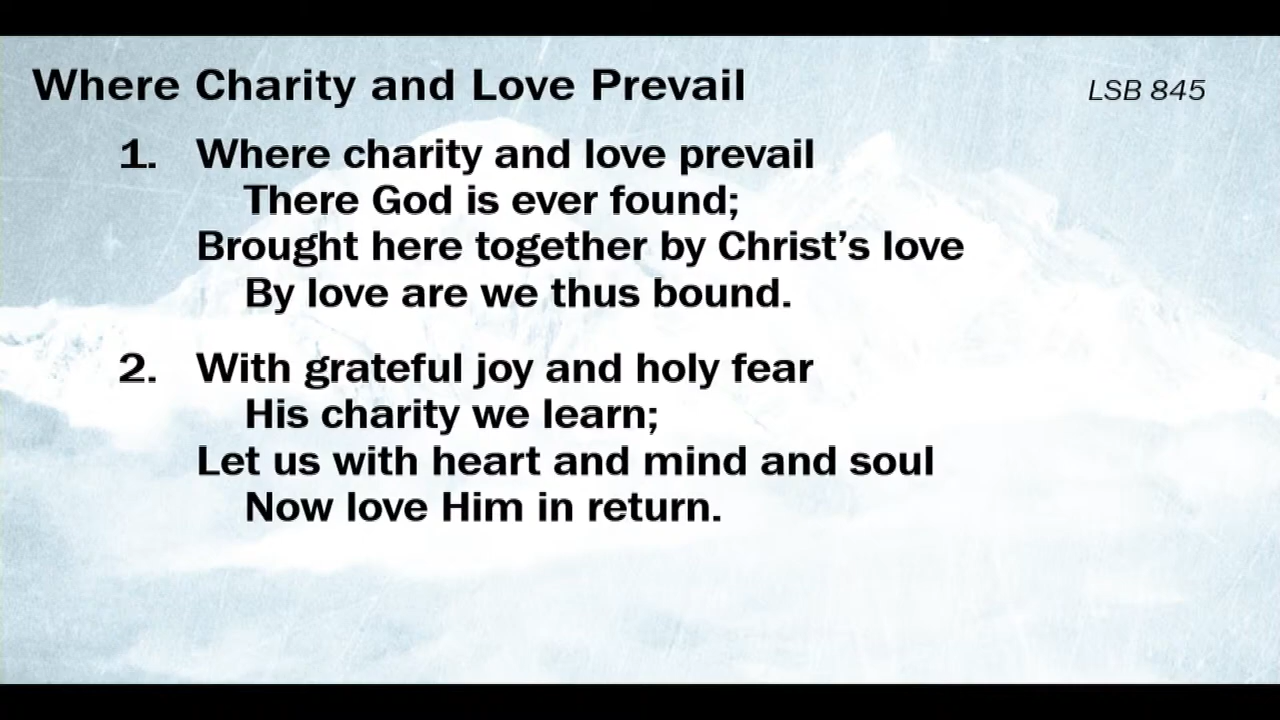 Where Charity and Love Prevail LSB 845
1. Where charity and love prevail
There God is ever found;
Brought here together by Christ’s love
By love are we thus bound.
2. With grateful joy and holy fear
His charity we learn;
Let us with heart and mind and soul
Now love Him in return.